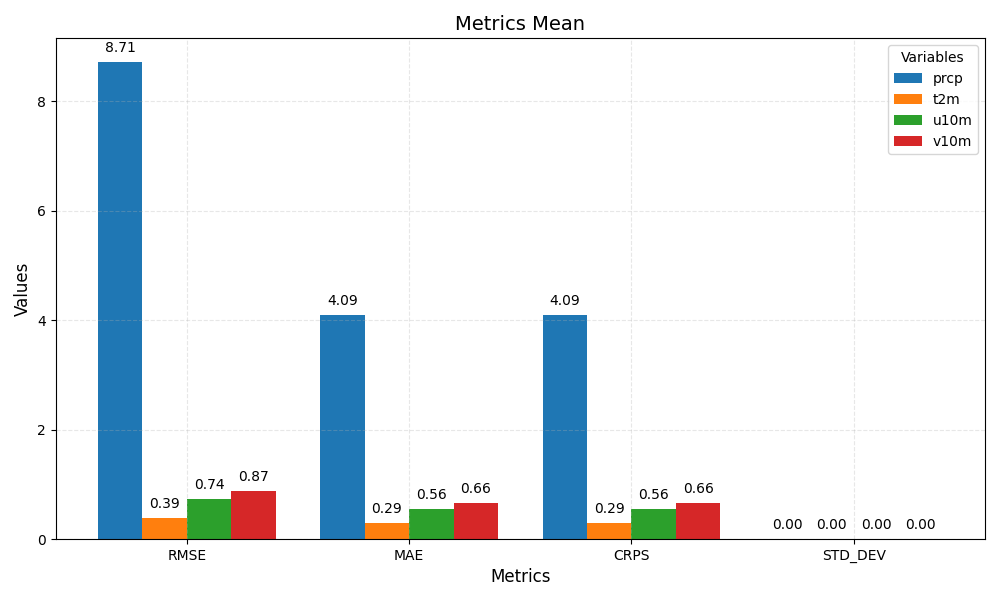 Metrics Mean
Variables
prcp
t2m
u10m
v10m
Values
8
6
4
2
0
8.71
0.39
0.74
0.87
4.09
0.29
0.56
0.66
4.09
0.29
0.56
0.66
0.00
0.00
0.00
0.00
RMSE
MAE
CRPS
STD_DEV
Metrics